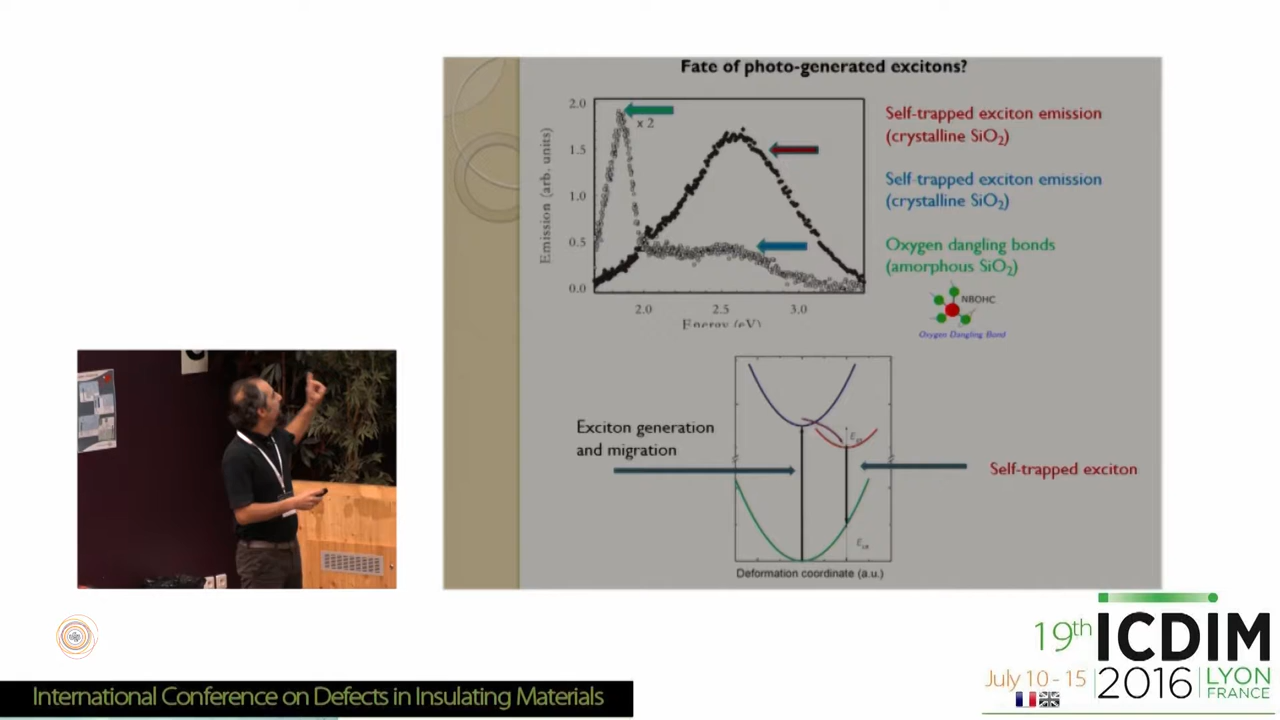 Fate of photo-generated excitons?
2.0
1.5
1.0
0.5
0.0
Emission (arb. units)
x 2
2.0 2.5 3.0
Energy (eV)
Self-trapped exciton emission
(crystalline SiO₂)
Self-trapped exciton emission
(crystalline SiO₂)
Oxygen dangling bonds
(amorphous SiO₂)
NBOHC
Oxygen Dangling Bond
Exciton generation
and migration
Self-trapped exciton
Deformation coordinate (a.u.)
19th ICDIM
July 10 - 15 2016 LYON
FRANCE
International Conference on Defects in Insulating Materials